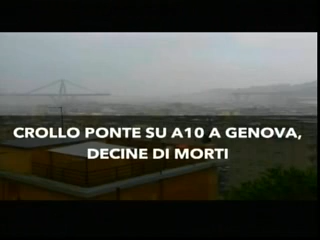 CROLLO PONTE SU A10 A GENOVA,
DECINE DI MORTI